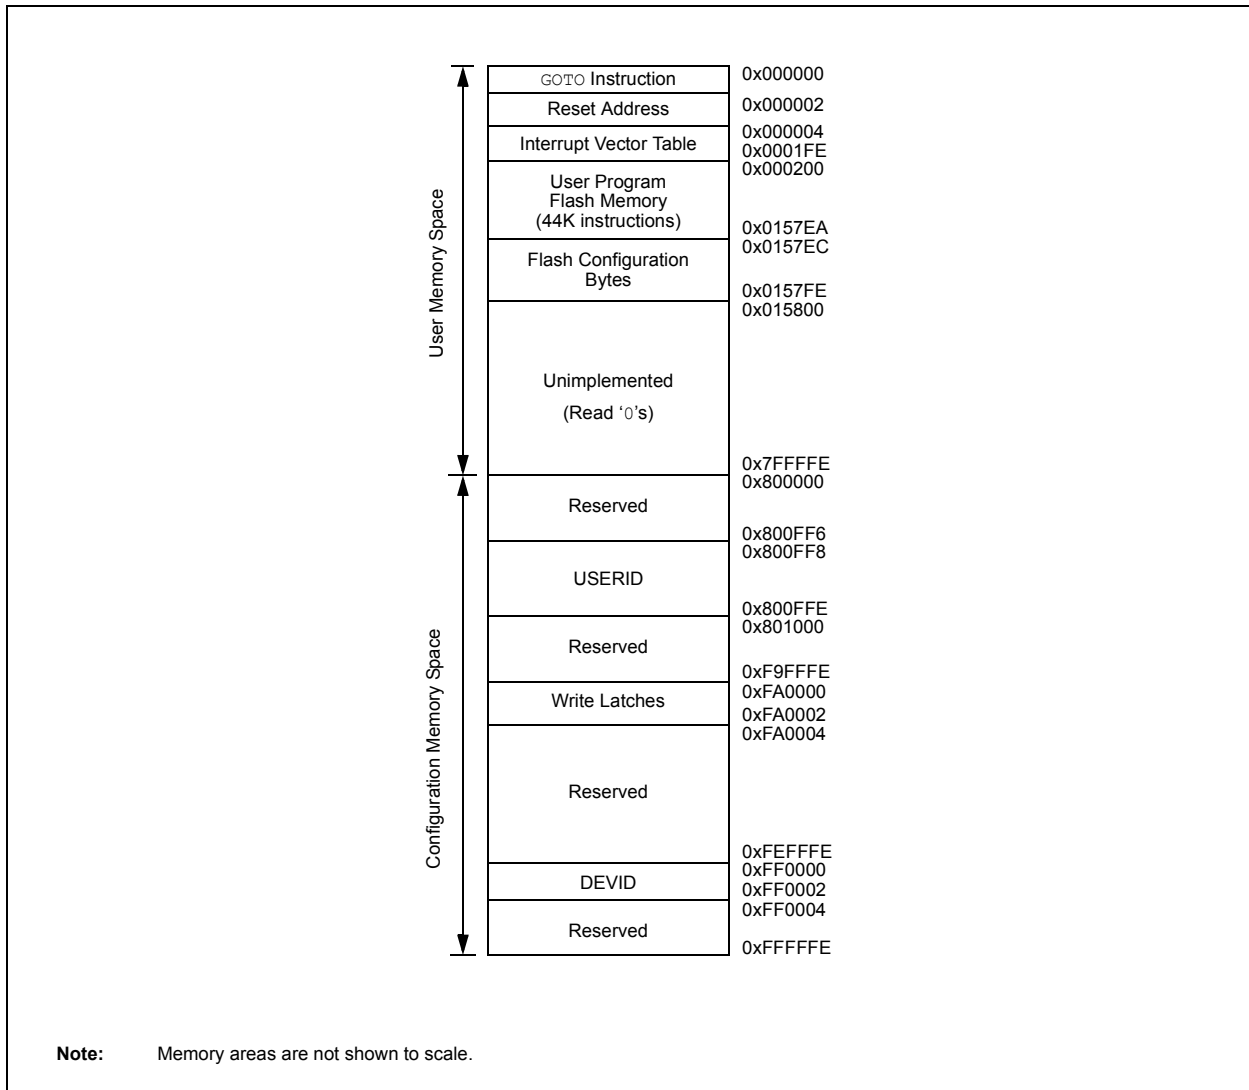 GOTO Instruction 0x000000
Reset Address 0x000002
0x000004
Interrupt Vector Table
0x0001FE
0x000200
User Program
Flash Memory
(44K instructions)
0x0157EA
0x0157EC
Flash Configuration
Bytes
0x0157FE
0x015800
User Memory Space
Unimplemented
(Read ‘0’s)
0x7FFFFE
0x800000
Reserved
0x800FF6
0x800FF8
USERID
0x800FFE
0x801000
Reserved
0xF9FFFE
0xFA0000
Write Latches
0xFA0002
0xFA0004
Configuration Memory Space
Reserved
0xFEFFFE
0xFF0000
DEVID
0xFF0002
0xFF0004
Reserved
0xFFFFFE
Note: Memory areas are not shown to scale.